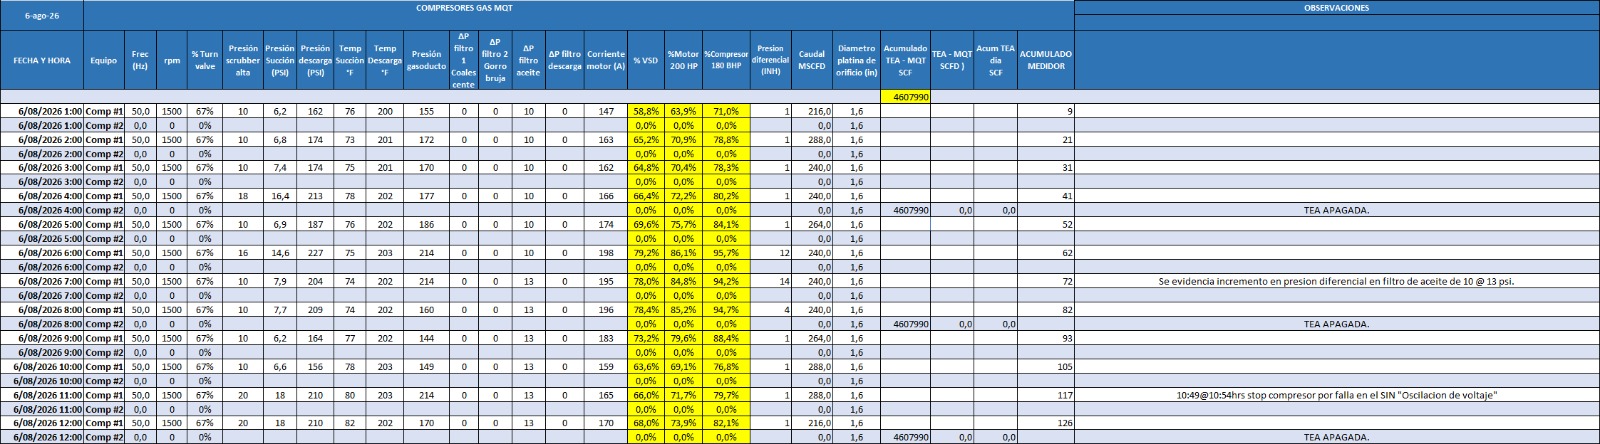 6-ago-26 COMPRESORES GAS MQT OBSERVACIONES
FECHA Y HORA Equipo Frec (Hz) rpm % Turn valve Presión scrubber alta Presión Succión (PSI) Presión descarga (PSI) Temp Succión °F Temp Descarga °F Presión gasoducto ΔP filtro 1 Coales cente ΔP filtro 2 Gorro bruja ΔP filtro aceite ΔP filtro descarga Corriente motor (A) % VSD %Motor 200 HP %Compresor 180 BHP Presion diferencial (INH) Caudal MSCFD Diametro platina de orificio (in) Acumulado TEA - MQT SCF TEA - MQT SCFD ) Acum TEA dia SCF ACUMULADO MEDIDOR
4607990
6/08/2026 1:00 Comp #1 50,0 1500 67% 10 6,2 162 76 200 155 0 0 10 0 147 58,8% 63,9% 71,0% 1 216,0 1,6 9
6/08/2026 1:00 Comp #2 0,0 0 0% 0,0% 0,0% 0,0% 0,0 1,6
6/08/2026 2:00 Comp #1 50,0 1500 67% 10 6,8 174 73 201 172 0 0 10 0 163 65,2% 70,9% 78,8% 1 288,0 1,6 21
6/08/2026 2:00 Comp #2 0,0 0 0% 0,0% 0,0% 0,0% 0,0 1,6
6/08/2026 3:00 Comp #1 50,0 1500 67% 10 7,4 174 75 201 170 0 0 10 0 162 64,8% 70,4% 78,3% 1 240,0 1,6 31
6/08/2026 3:00 Comp #2 0,0 0 0% 0,0% 0,0% 0,0% 0,0 1,6
6/08/2026 4:00 Comp #1 50,0 1500 67% 18 16,4 213 78 202 177 0 0 10 0 166 66,4% 72,2% 80,2% 1 240,0 1,6 41
6/08/2026 4:00 Comp #2 0,0 0 0% 0,0% 0,0% 0,0% 0,0 1,6 4607990 0,0 0,0 TEA APAGADA.
6/08/2026 5:00 Comp #1 50,0 1500 67% 10 6,9 187 76 202 186 0 0 10 0 174 69,6% 75,7% 84,1% 1 264,0 1,6 52
6/08/2026 5:00 Comp #2 0,0 0 0% 0,0% 0,0% 0,0% 0,0 1,6
6/08/2026 6:00 Comp #1 50,0 1500 67% 16 14,6 227 75 203 214 0 0 10 0 198 79,2% 86,1% 95,7% 12 240,0 1,6 62
6/08/2026 6:00 Comp #2 0,0 0 0% 0,0% 0,0% 0,0% 0,0 1,6
6/08/2026 7:00 Comp #1 50,0 1500 67% 10 7,9 204 74 202 214 0 0 13 0 195 78,0% 84,8% 94,2% 14 240,0 1,6 72 Se evidencia incremento en presion diferencial en filtro de aceite de 10 @ 13 psi.
6/08/2026 7:00 Comp #2 0,0 0 0% 0,0% 0,0% 0,0% 0,0 1,6
6/08/2026 8:00 Comp #1 50,0 1500 67% 10 7,7 209 74 202 160 0 0 13 0 196 78,4% 85,2% 94,7% 4 240,0 1,6 82
6/08/2026 8:00 Comp #2 0,0 0 0% 0,0% 0,0% 0,0% 0,0 1,6 4607990 0,0 0,0 TEA APAGADA.
6/08/2026 9:00 Comp #1 50,0 1500 67% 10 6,2 164 77 202 144 0 0 13 0 183 73,2% 79,6% 88,4% 1 264,0 1,6 93
6/08/2026 9:00 Comp #2 0,0 0 0% 0,0% 0,0% 0,0% 0,0 1,6
6/08/2026 10:00 Comp #1 50,0 1500 67% 10 6,6 156 78 203 149 0 0 13 0 159 63,6% 69,1% 76,8% 1 288,0 1,6 105
6/08/2026 10:00 Comp #2 0,0 0 0% 0,0% 0,0% 0,0% 0,0 1,6
6/08/2026 11:00 Comp #1 50,0 1500 67% 20 18 210 80 203 214 0 0 13 0 165 66,0% 71,7% 79,7% 1 288,0 1,6 117 10:49@10:54hrs stop compresor por falla en el SIN "Oscilacion de voltaje"
6/08/2026 11:00 Comp #2 0,0 0 0% 0,0% 0,0% 0,0% 0,0 1,6
6/08/2026 12:00 Comp #1 50,0 1500 67% 20 18 210 82 202 170 0 0 13 0 170 68,0% 73,9% 82,1% 1 216,0 1,6 126
6/08/2026 12:00 Comp #2 0,0 0 0% 0,0% 0,0% 0,0% 0,0 1,6 4607990 0,0 0,0 TEA APAGADA.